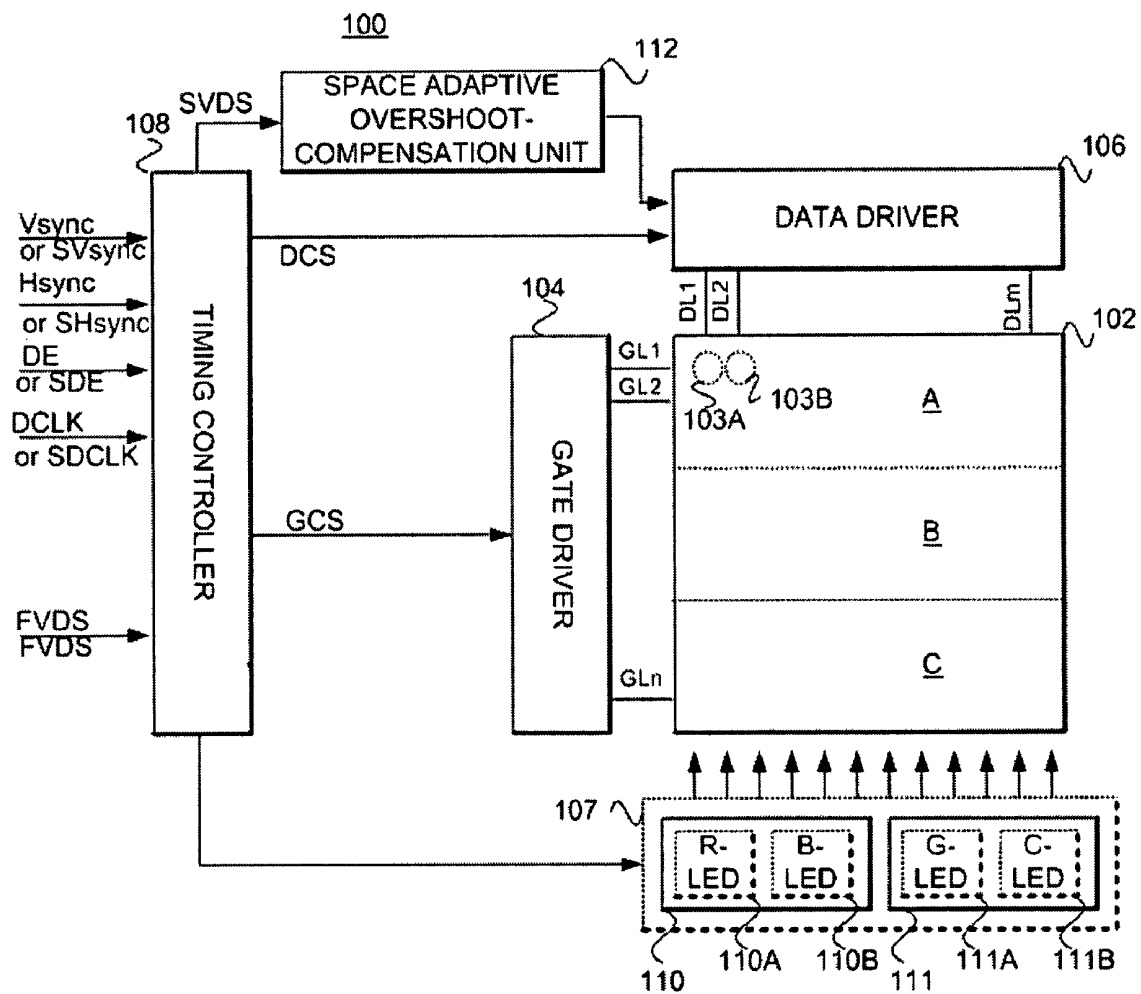 100
112
SPACE ADAPTIVE
OVERSHOOT-
COMPENSATION UNIT
SVDS
108
106
DATA DRIVER
Vsync
or SVsync
DCS
Hsync
or SHsync
DE
or SDE
DCLK
or SDCLK
TIMING CONTROLLER
104
DL1
DL2
DLm
102
GL1
GL2
103A
103B
A
GATE DRIVER
GCS
B
FVDS
FVDS
GLn
C
107
R-
LED
B-
LED
G-
LED
C-
LED
110
110A
110B
111
111A
111B